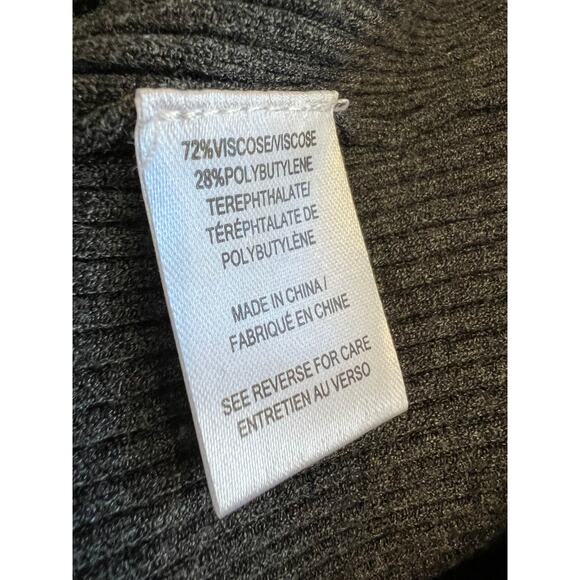 72%VISCOSE/VISCOSE
28%POLYBUTYLENE
TEREPHTHALATE/
TÉRÉPHTALATE DE
POLYBUTYLÈNE
MADE IN CHINA/
FABRIQUÉ EN CHINE
SEE REVERSE FOR CARE
ENTRETIEN AU VERSO